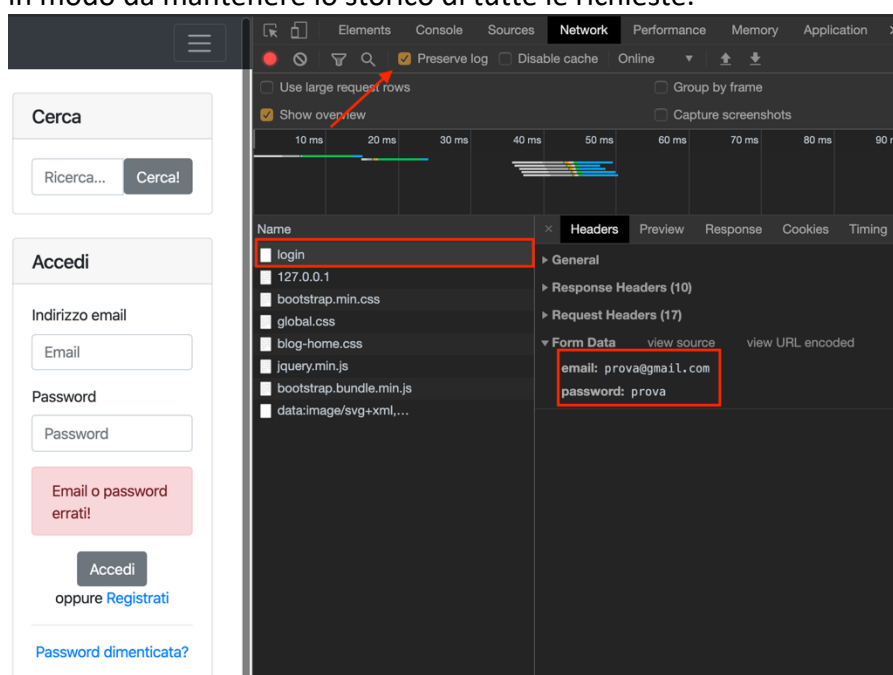 in modo da mantenere lo storico di tutte le richieste.
Elements Console Sources Network Performance Memory Application
Preserve log Disable cache Online
Use large request rows Group by frame
Show overview Capture screenshots
10 ms 20 ms 30 ms 40 ms 50 ms 60 ms 70 ms 80 ms 90
Cerca
Ricerca... Cerca!
Accedi
Indirizzo email
Email
Password
Password
Email o password
errati!
Accedi
oppure Registrati
Password dimenticata?
Name
login
127.0.0.1
bootstrap.min.css
global.css
blog-home.css
jquery.min.js
bootstrap.bundle.min.js
data:image/svg+xml,...
× Headers Preview Response Cookies Timing
General
Response Headers (10)
Request Headers (17)
Form Data view source view URL encoded
email: prova@gmail.com
password: prova